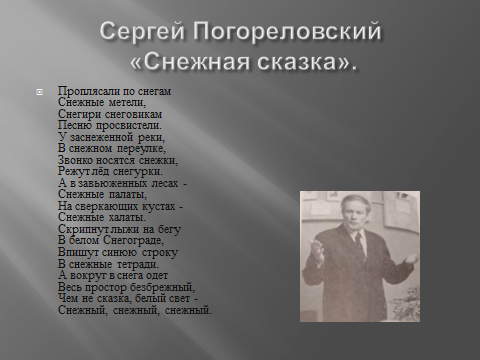 Сергей Погореловский
«Снежная сказка».
Проплясали по снегам
Снежные метели,
Снегири снеговикам
Песню просвистели.
У заснеженной реки,
В снежном переулке,
Звонко носятся снежки,
Режут лёд снегурки.
А в завьюженных лесах -
Снежные палаты,
На сверкающих кустах -
Снежные халаты.
Скрипнут лыжи на бегу
В белом Снегограде,
Впишут синюю строку
В снежные тетради.
А вокруг в снега одет
Весь простор безбрежный,
Чем не сказка, белый свет -
Снежный, снежный, снежный.